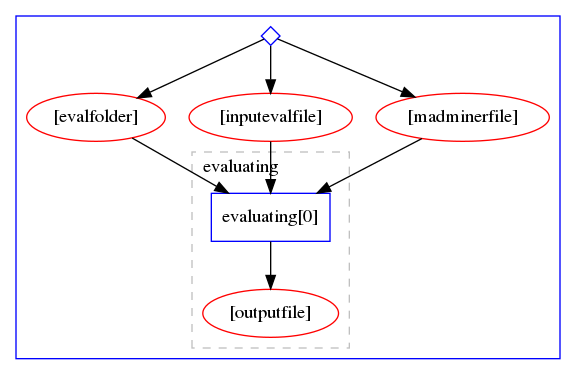 [evalfolder]
[inputevalfile]
[madminerfile]
evaluating
evaluating[0]
[outputfile]